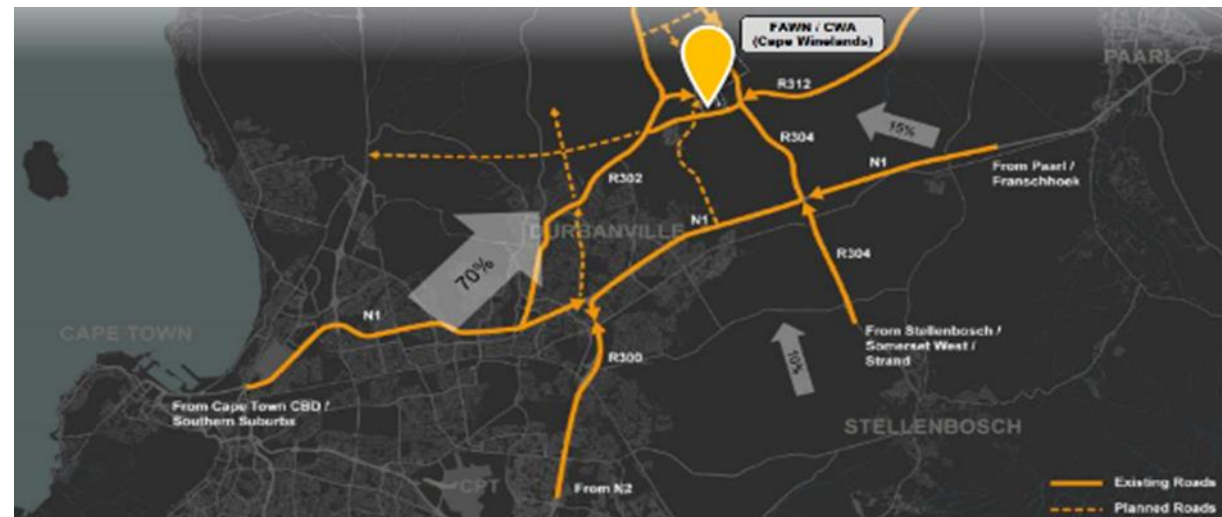 FAWN / CWA
(Cape Winelands)
PAARL
R312
15%
R304
N1
From Paarl /
Franschhoek
R302
N1
DURBANVILLE
70%
R304
CAPE TOWN
N1
From Stellenbosch /
Somerset West /
Strand
R300
10%
From Cape Town CBD /
Southern Suburbs
STELLENBOSCH
CPT
From N2
Existing Roads
Planned Roads